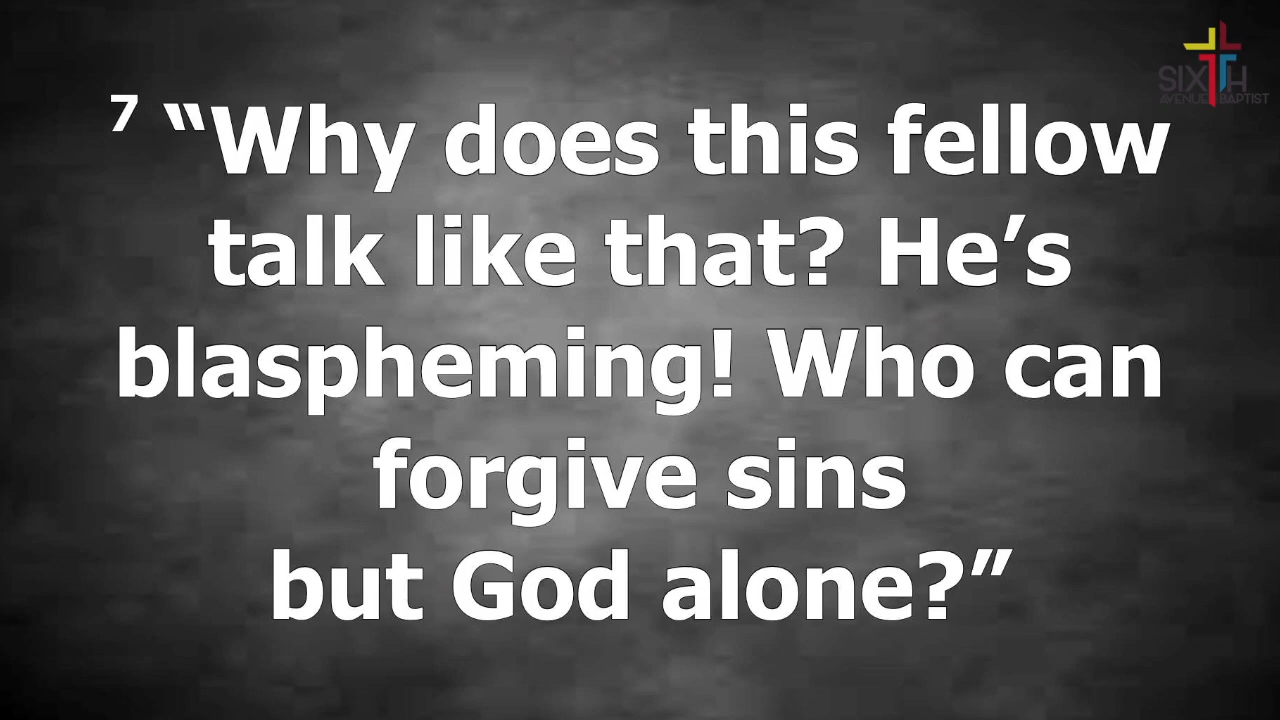 SIXTH
AVENUE BAPTIST
7 “Why does this fellow
talk like that? He’s
blaspheming! Who can
forgive sins
but God alone?”